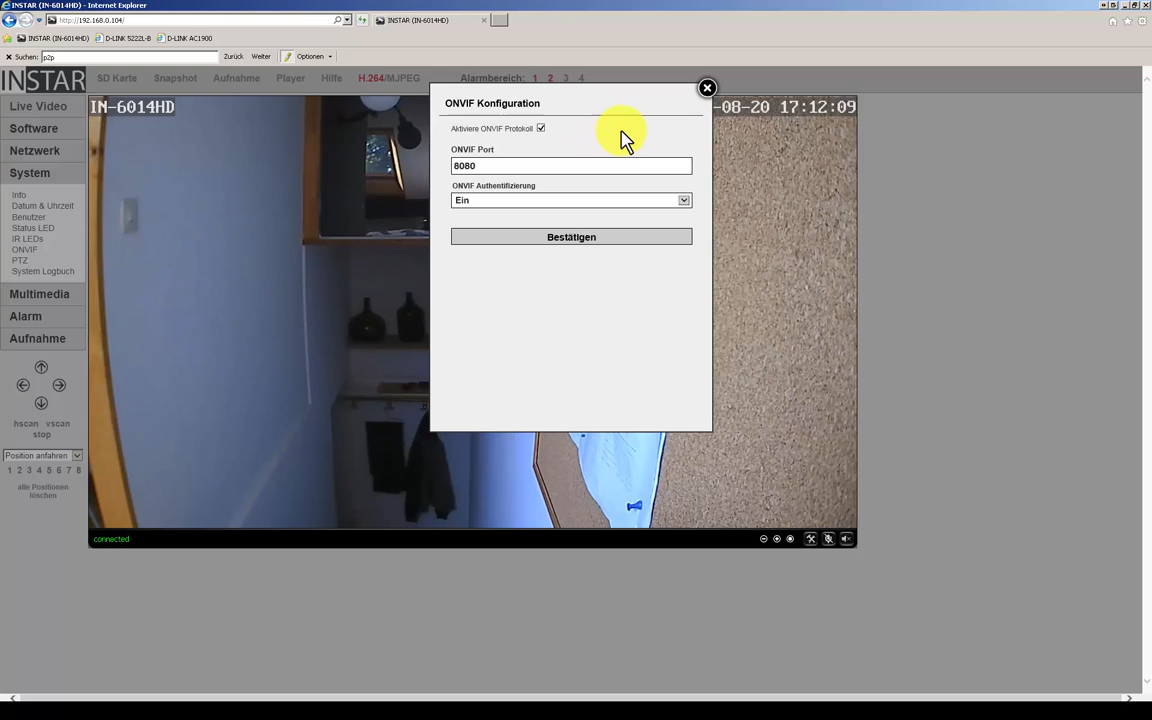 INSTAR (IN-6014HD) - Internet Explorer
http://192.168.0.104/
INSTAR (IN-6014HD)
INSTAR (IN-6014HD) D-LINK 5222L-B D-LINK AC1900
Suchen: p2p Zurück Weiter Optionen
INSTAR SD Karte Snapshot Aufnahme Player Hilfe H.264/MJPEG Alarmbereich: 1 2 3 4
Live Video
Software
Netzwerk
System
Info
Datum & Uhrzeit
Benutzer
Status LED
IR LEDs
ONVIF
PTZ
System Logbuch
Multimedia
Alarm
Aufnahme
hscan vscan
stop
Position anfahren
1 2 3 4 5 6 7 8
alle Positionen
löschen
IN-6014HD
-08-20 17:12:09
ONVIF Konfiguration
Aktiviere ONVIF Protokoll
ONVIF Port
8080
ONVIF Authentifizierung
Ein
Bestätigen
connected